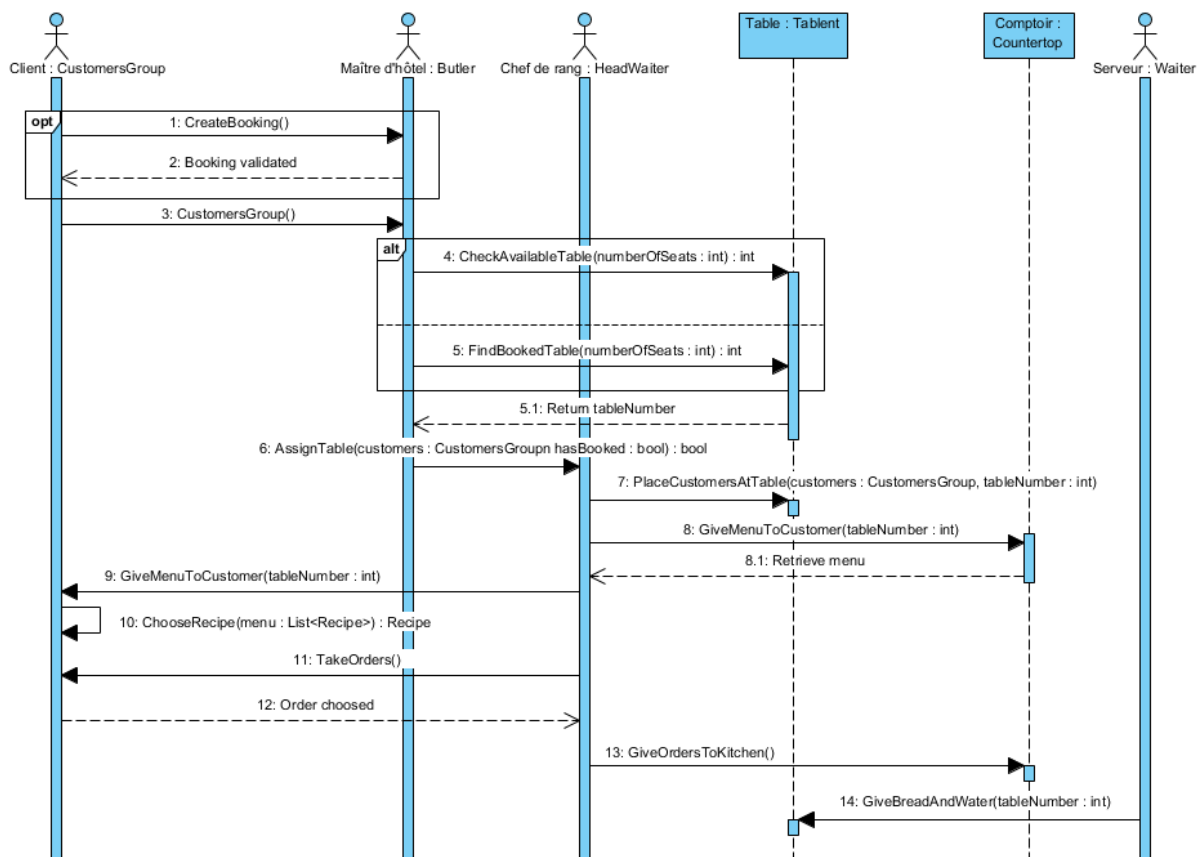 Table : Tablent
Comptoir :
Countertop
Client : CustomersGroup
Maître d'hôtel : Butler
Chef de rang : HeadWaiter
Serveur : Waiter
opt
1: CreateBooking()
2: Booking validated
3: CustomersGroup()
alt
4: CheckAvailableTable(numberOfSeats : int) : int
5: FindBookedTable(numberOfSeats : int) : int
5.1: Return tableNumber
6: AssignTable(customers : CustomersGroupn hasBooked : bool) : bool
7: PlaceCustomersAtTable(customers : CustomersGroup, tableNumber : int)
8: GiveMenuToCustomer(tableNumber : int)
8.1: Retrieve menu
9: GiveMenuToCustomer(tableNumber : int)
10: ChooseRecipe(menu : List<Recipe>) : Recipe
11: TakeOrders()
12: Order choosed
13: GiveOrdersToKitchen()
14: GiveBreadAndWater(tableNumber : int)